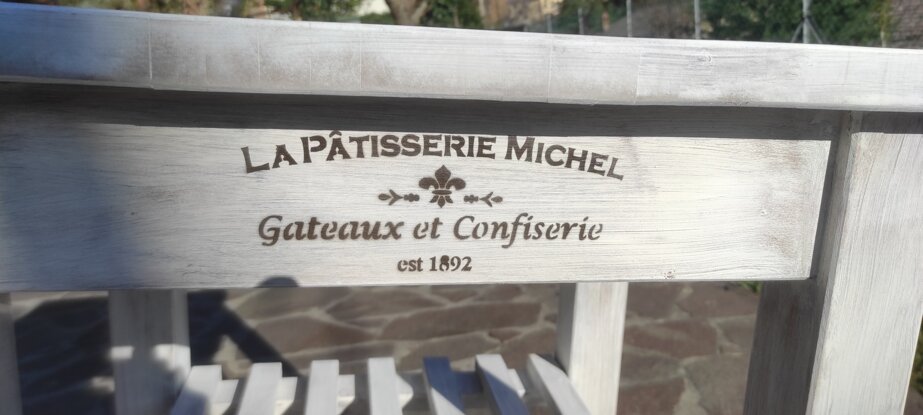 LA PÂTISSERIE MICHEL
Gateaux et Confiserie
est 1892